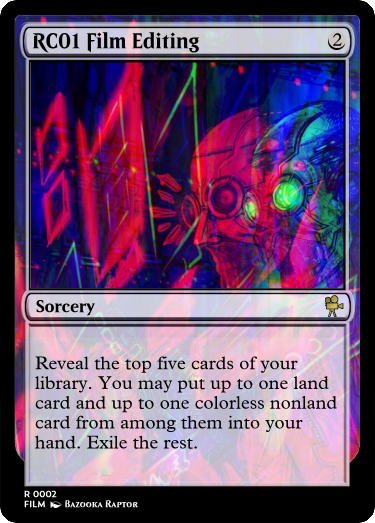 RC01 Film Editing 2
Sorcery
Reveal the top five cards of your
library. You may put up to one land
card and up to one colorless nonland
card from among them into your
hand. Exile the rest.
R 0002
FILM Bazooka Raptor